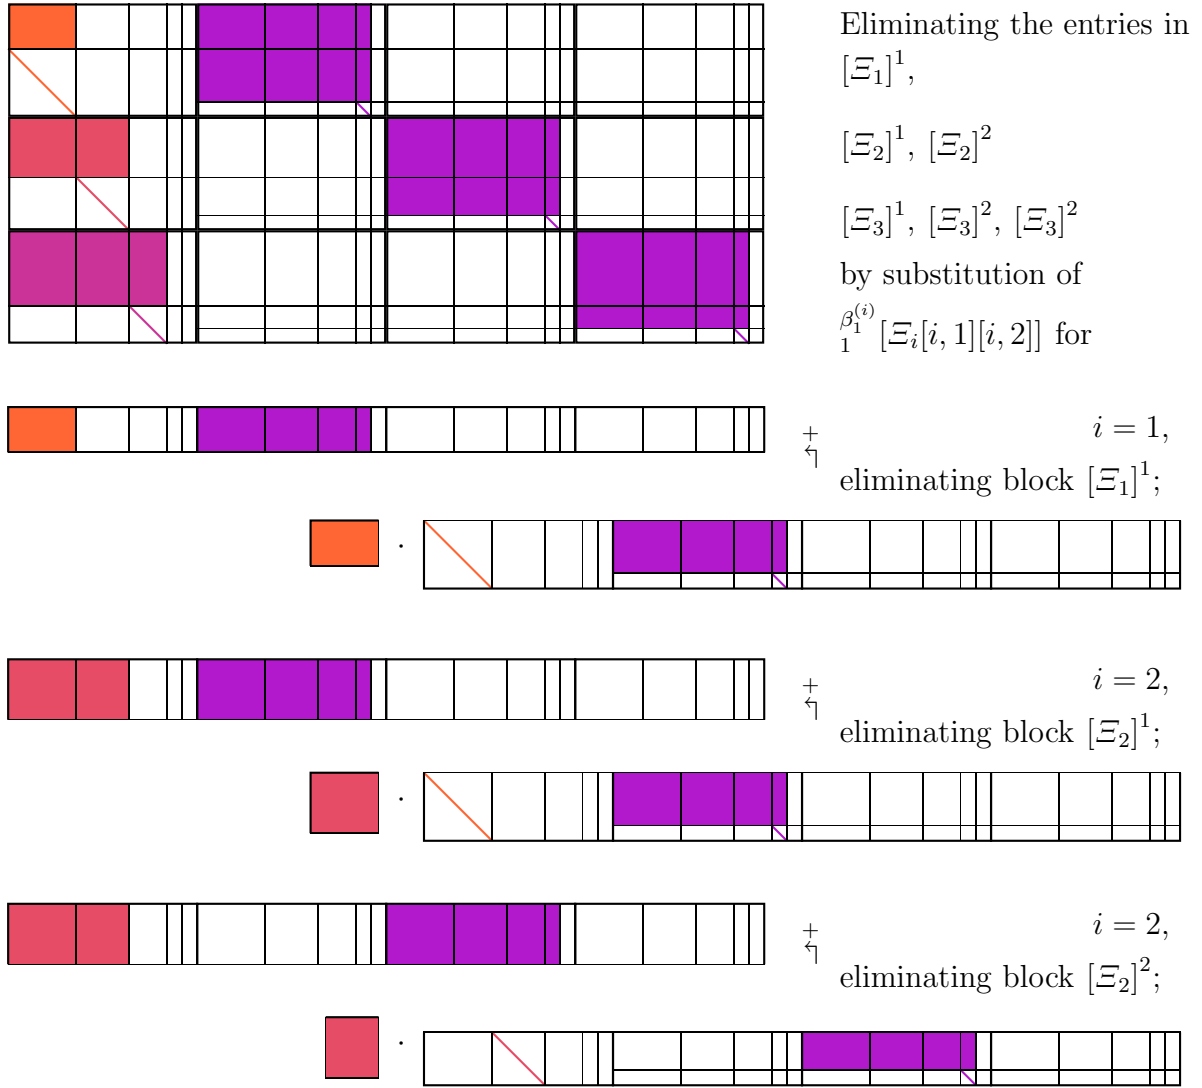 Eliminating the entries in
[Ξ₁]¹,
[Ξ₂]¹, [Ξ₂]²
[Ξ₃]¹, [Ξ₃]², [Ξ₃]²
by substitution of
₁^{β₁^{(i)}}[Ξᵢ[i, 1][i, 2]] for
+
↰
i = 1,
eliminating block [Ξ₁]¹;
·
+
↰
i = 2,
eliminating block [Ξ₂]¹;
·
+
↰
i = 2,
eliminating block [Ξ₂]²;
·